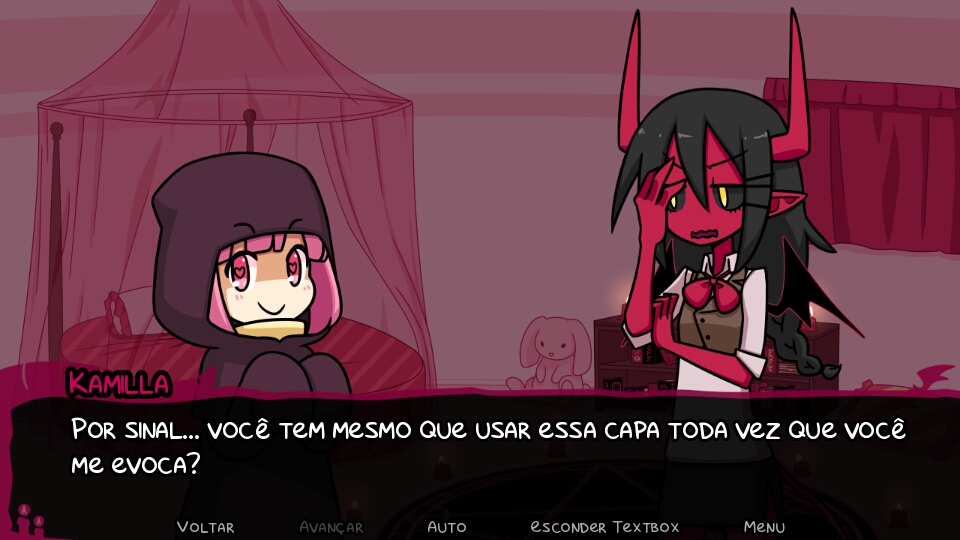 Kamilla
Por sinal... você tem mesmo que usar essa capa toda vez que você
me evoca?
Voltar Avançar Auto Esconder Textbox Menu